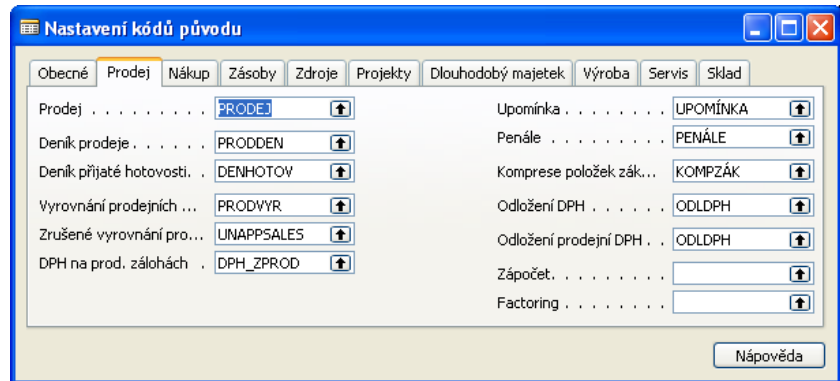 Nastavení kódů původu
Obecné Prodej Nákup Zásoby Zdroje Projekty Dlouhodobý majetek Výroba Servis Sklad
Prodej . . . . . . . . . PRODEJ
Deník prodeje . . . . . . PRODDEN
Deník přijaté hotovosti. . DENHOTOV
Vyrovnání prodejních ... PRODVYR
Zrušené vyrovnání pro... UNAPPSALES
DPH na prod. zálohách . DPH_ZPROD
Upomínka . . . . . . . . UPOMÍNKA
Penále . . . . . . . . . PENÁLE
Komprese položek zák... KOMPZÁK
Odložení DPH . . . . . . ODLDPH
Odložení prodejní DPH . . ODLDPH
Zápočet. . . . . . . . . .
Factoring . . . . . . . .
Nápověda